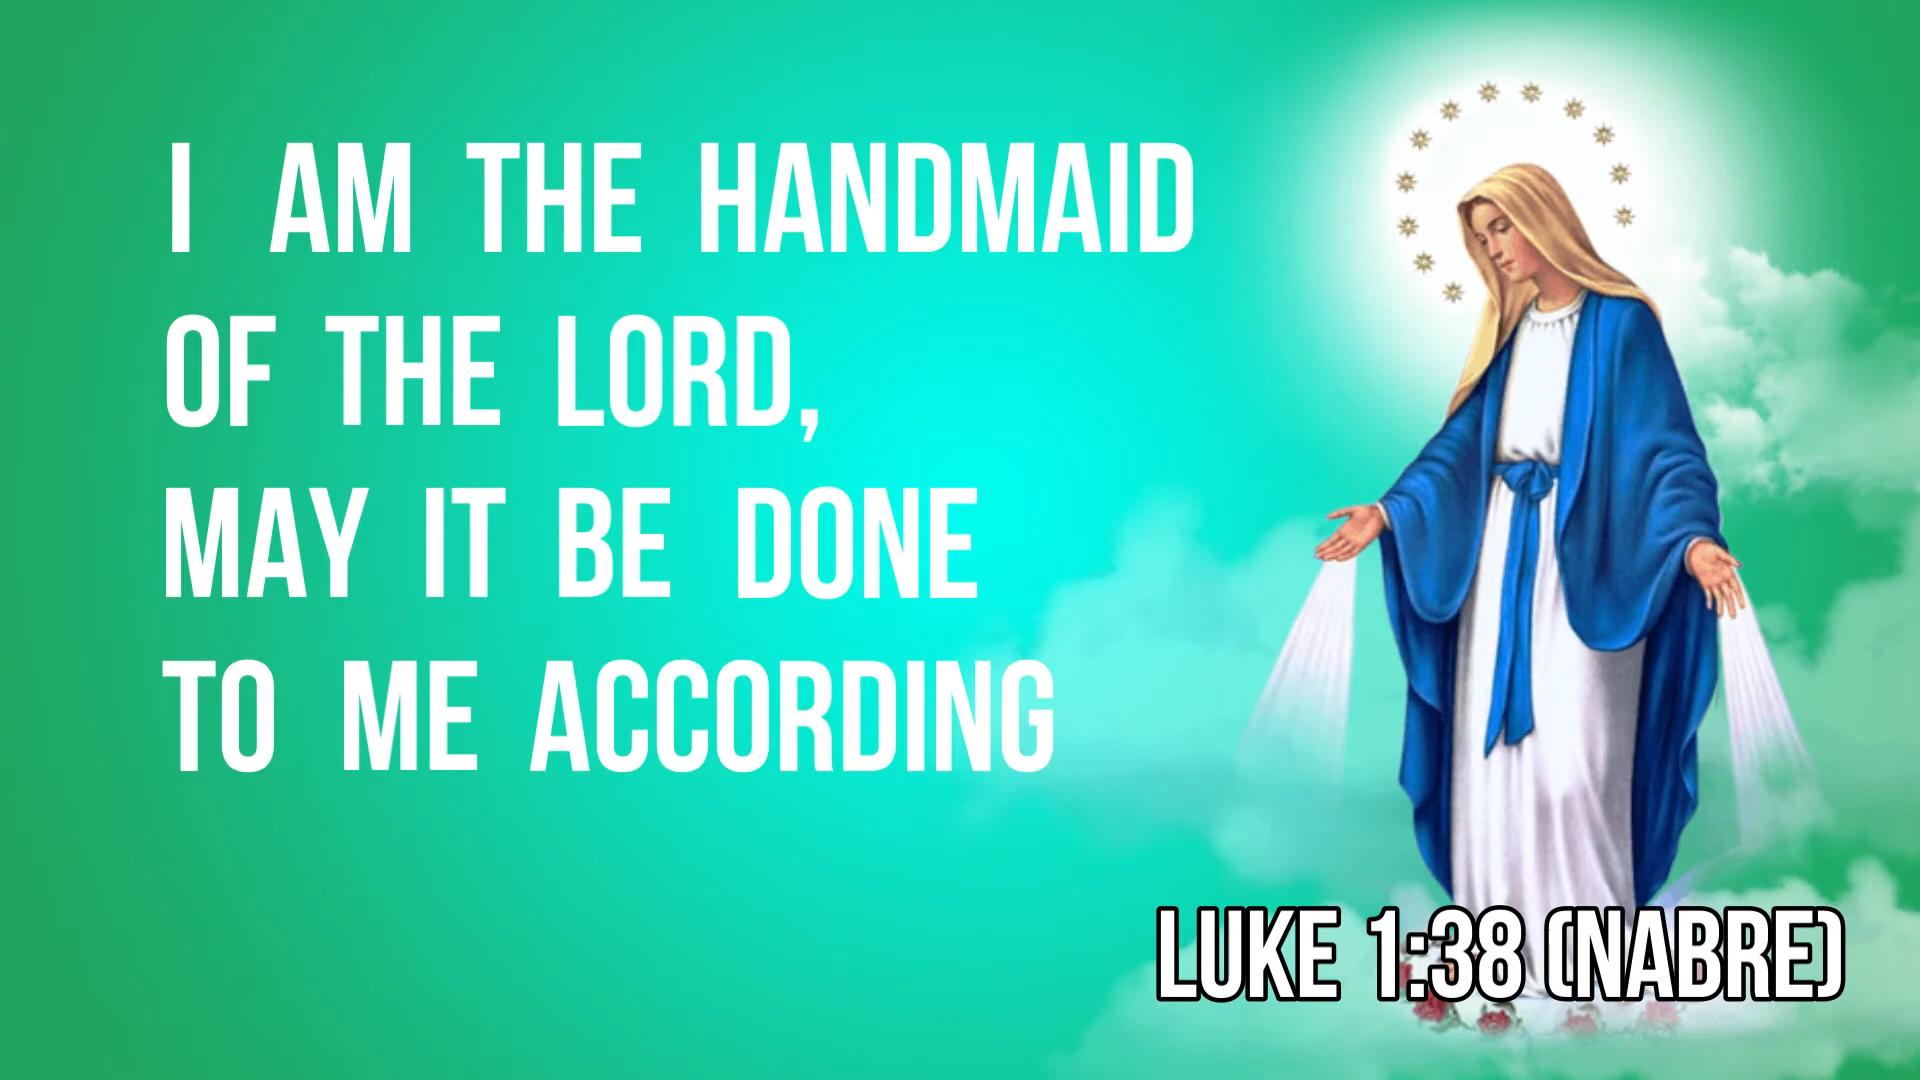 I AM THE HANDMAID
OF THE LORD,
MAY IT BE DONE
TO ME ACCORDING
LUKE 1:38 (NABRE)